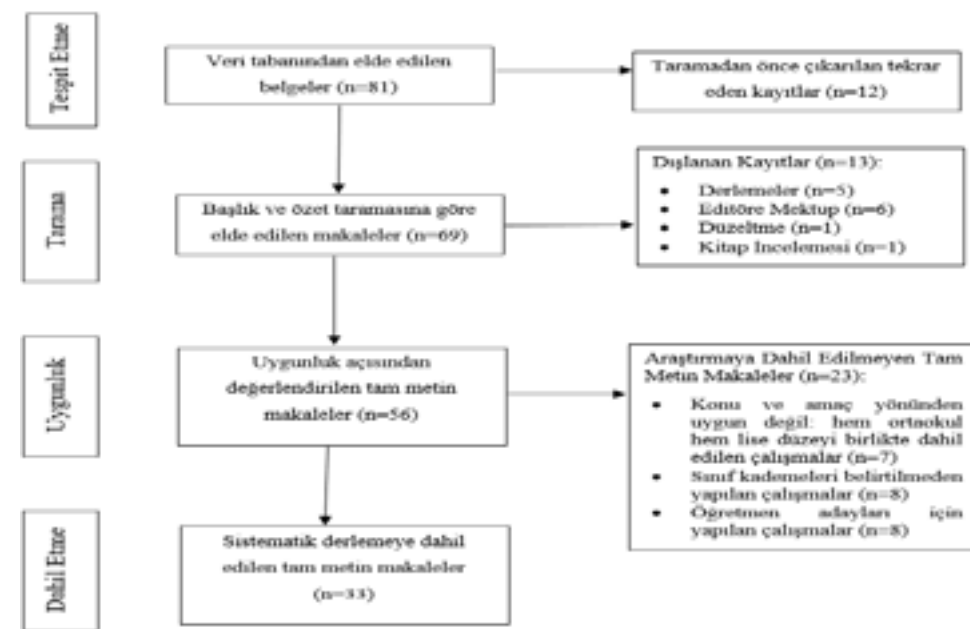 Tespit Etme
Veri tabanından elde edilen
belgeler (n=81)
Taramadan önce çıkarılan tekrar
eden kayıtlar (n=12)
Tarama
Başlık ve özet taramasına göre
elde edilen makaleler (n=69)
Dışlanan Kayıtlar (n=13):
• Derlemeler (n=5)
• Editöre Mektup (n=6)
• Düzeltme (n=1)
• Kitap İncelemesi (n=1)
Uygunluk
Uygunluk açısından
değerlendirilen tam metin
makaleler (n=56)
Araştırmaya Dahil Edilmeyen Tam
Metin Makaleler (n=23):
• Konu ve amaç yönünden
uygun değil: hem ortaokul
hem lise düzeyi birlikte dahil
edilen çalışmalar (n=7)
• Sınıf kademeleri belirtilmeden
yapılan çalışmalar (n=8)
• Öğretmen adayları için
yapılan çalışmalar (n=8)
Dahil Etme
Sistematik derlemeye dahil
edilen tam metin makaleler
(n=33)